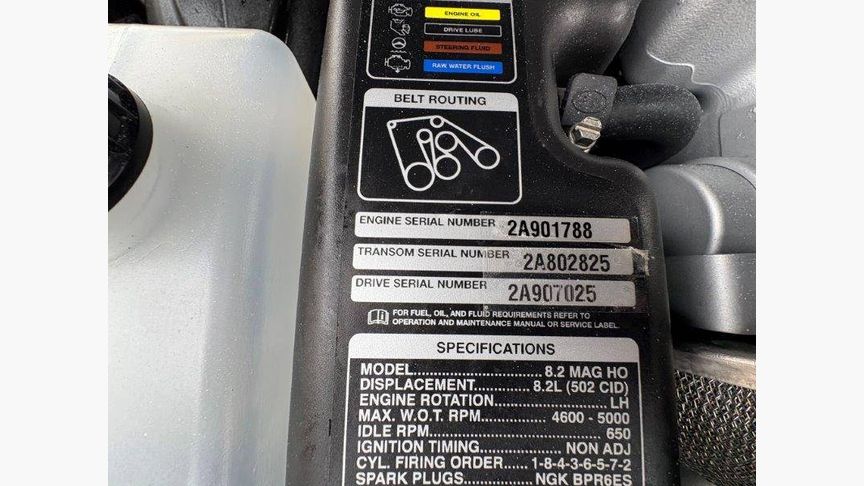 ENGINE OIL
DRIVE LUBE
STEERING FLUID
RAW WATER FLUSH
BELT ROUTING
ENGINE SERIAL NUMBER 2A901788
TRANSOM SERIAL NUMBER 2A802825
DRIVE SERIAL NUMBER 2A907025
FOR FUEL, OIL, AND FLUID REQUIREMENTS REFER TO
OPERATION AND MAINTENANCE MANUAL OR SERVICE LABEL.
SPECIFICATIONS
MODEL........................ 8.2 MAG HO
DISPLACEMENT............. 8.2L (502 CID)
ENGINE ROTATION........................ LH
MAX. W.O.T. RPM.............. 4600 - 5000
IDLE RPM.................................. 650
IGNITION TIMING................ NON ADJ
CYL. FIRING ORDER..... 1-8-4-3-6-5-7-2
SPARK PLUGS................ NGK BPR6ES